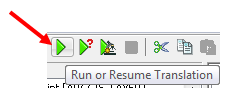 ?
Run or Resume Translation